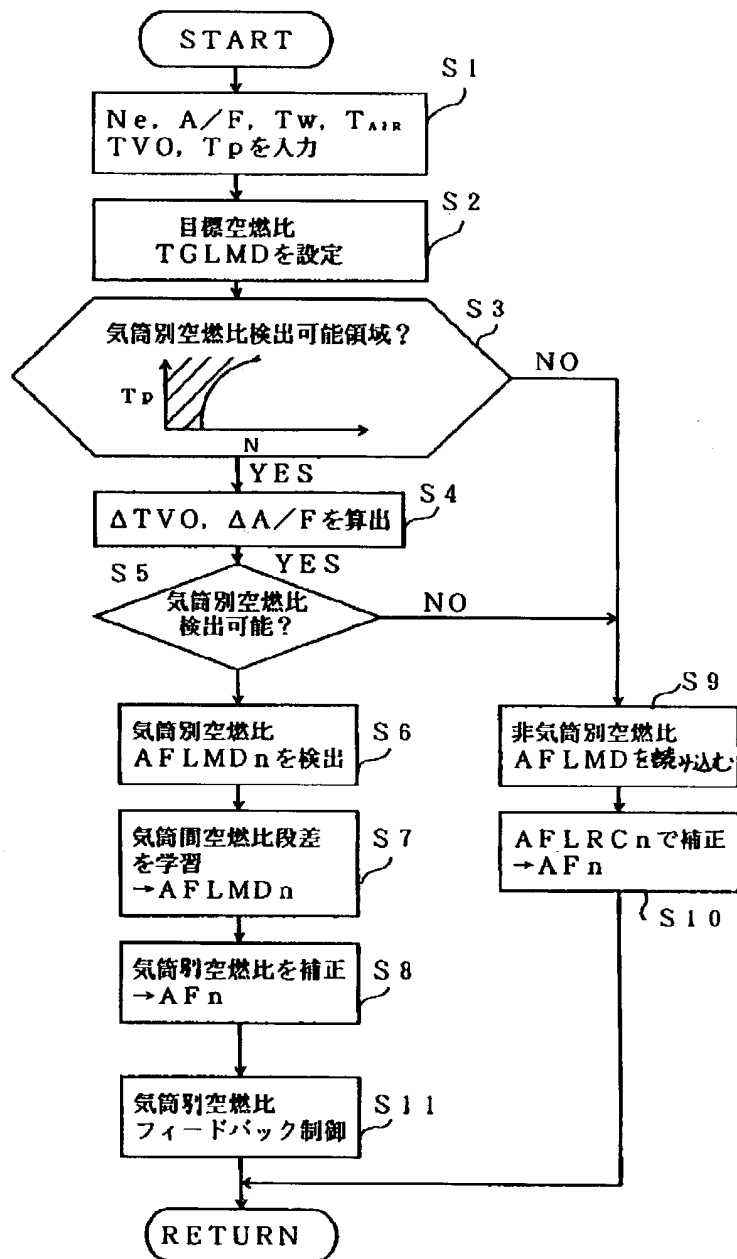 START
S1
Ne, A/F, Tw, TAIR
TVO, Tpを入力
S2
目標空燃比
TGLMDを設定
S3
気筒別空燃比検出可能領域?
NO
Tp
N
YES
S4
ΔTVO, ΔA/Fを算出
YES
S5
気筒別空燃比
検出可能?
NO
S6
気筒別空燃比
AFLMDnを検出
S9
非気筒別空燃比
AFLMDを読み込む
S7
気筒間空燃比段差
を学習
→AFLMDn
AFLRCnで補正
→AFn
S10
S8
気筒別空燃比を補正
→AFn
S11
気筒別空燃比
フィードバック制御
RETURN